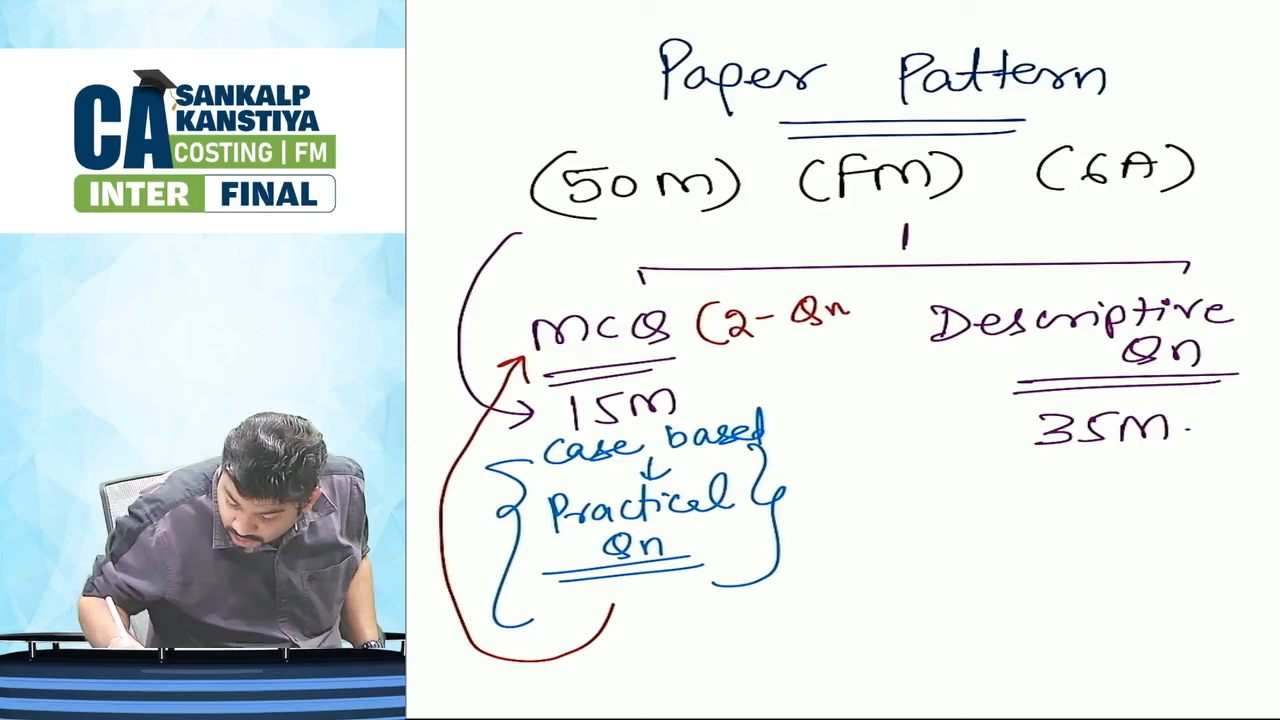 CA SANKALP KANSTIYA
COSTING | FM
INTER FINAL
Paper Pattern
(50M) (FM) (6A)
MCQ (2- Qn
15M
case based
Practical
Qn
Descriptive
Qn
35M.